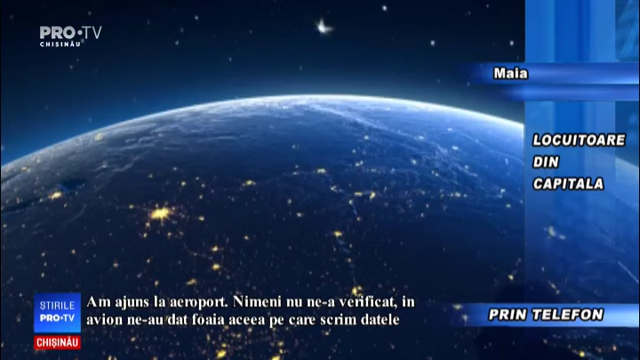 PRO•TV
CHIȘINĂU
Maia
LOCUITOARE
DIN
CAPITALA
Am ajuns la aeroport. Nimeni nu ne-a verificat, in
avion ne-au dat foaia aceea pe care scrim datele
PRIN TELEFON
STIRILE
PRO•TV
CHIȘINĂU